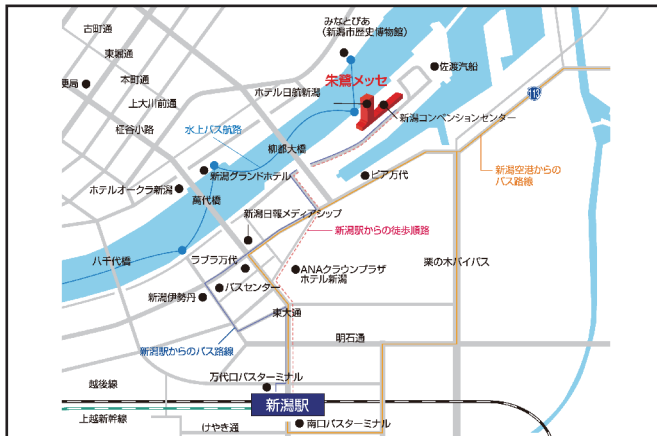 古町通
みなとぴあ
(新潟市歴史博物館)
東堀通
佐渡汽船
本町通
便局
ホテル日航新潟
朱鷺メッセ
上大川前通
113
新潟コンベンションセンター
柾谷小路
水上バス航路
柳都大橋
新潟グランドホテル
ピア万代
新潟空港からの
バス路線
ホテルオークラ新潟
萬代橋
新潟日報メディアシップ
新潟駅からの徒歩順路
八千代橋
ラブラ万代
ANAクラウンプラザ
ホテル新潟
栗の木バイパス
バスセンター
新潟伊勢丹
東大通
明石通
新潟駅からのバス路線
万代口バスターミナル
越後線
新潟駅
上越新幹線
けやき通
南口バスターミナル